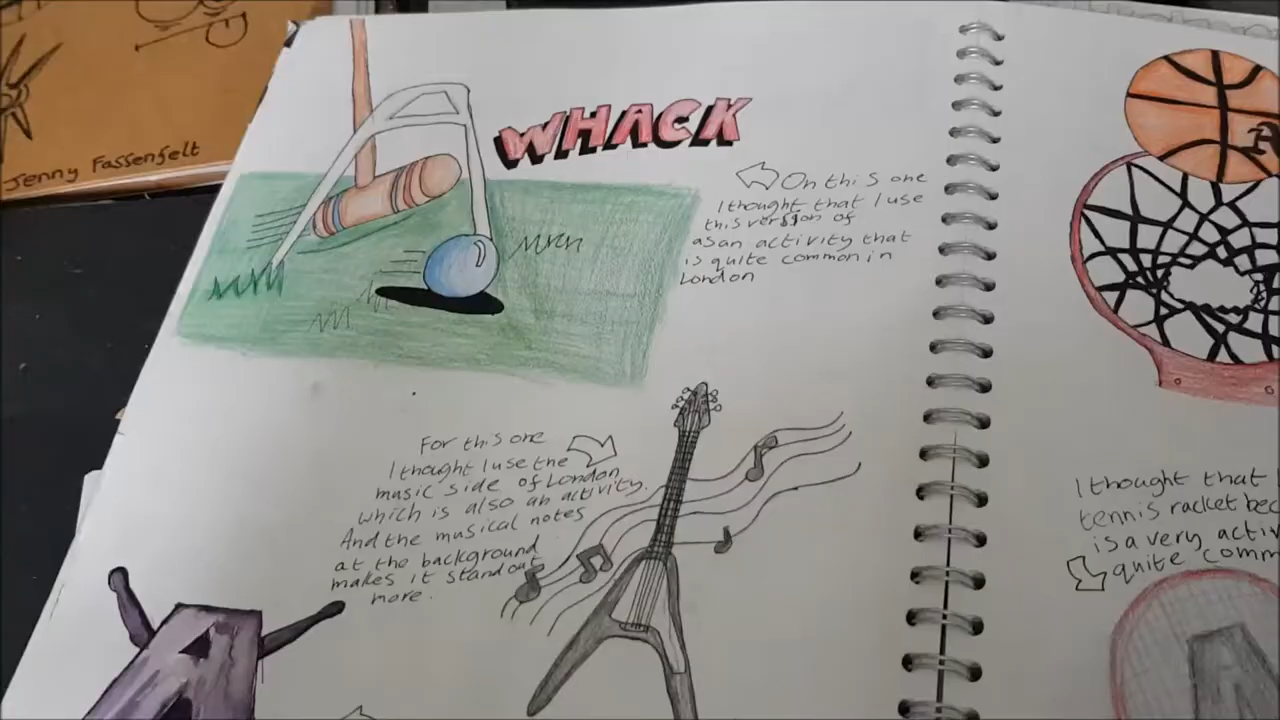 Jenny Fassenfelt
WHACK
On this one
I thought that I use
this version of
as an activity that
is quite common in
London
For this one
I thought I use the
music side of London
which is also an activity.
And the musical notes
at the background
makes it stand out
more.
I thought that
tennis racket bec
is a very activ
quite comm
A